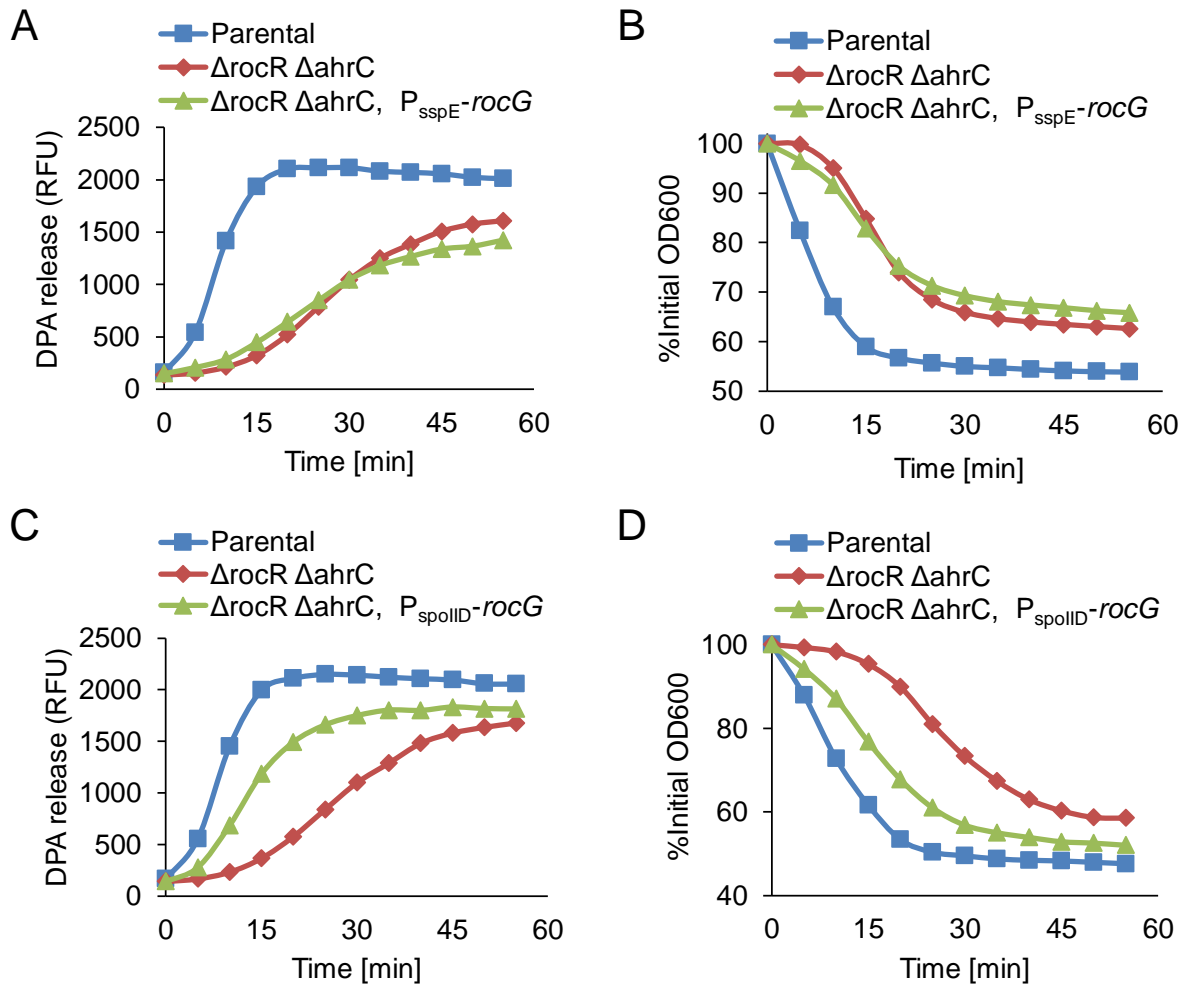 A
Parental
ΔrocR ΔahrC
ΔrocR ΔahrC, PsspE-rocG
DPA release (RFU)
2500
2000
1500
1000
500
0
0 15 30 45 60
Time [min]
B
Parental
ΔrocR ΔahrC
ΔrocR ΔahrC, PsspE-rocG
%Initial OD600
100
90
80
70
60
50
0 15 30 45 60
Time [min]
C
Parental
ΔrocR ΔahrC
ΔrocR ΔahrC, PspoIID-rocG
DPA release (RFU)
2500
2000
1500
1000
500
0
0 15 30 45 60
Time [min]
D
Parental
ΔrocR ΔahrC
ΔrocR ΔahrC, PspoIID-rocG
%Initial OD600
100
80
60
40
0 15 30 45 60
Time [min]